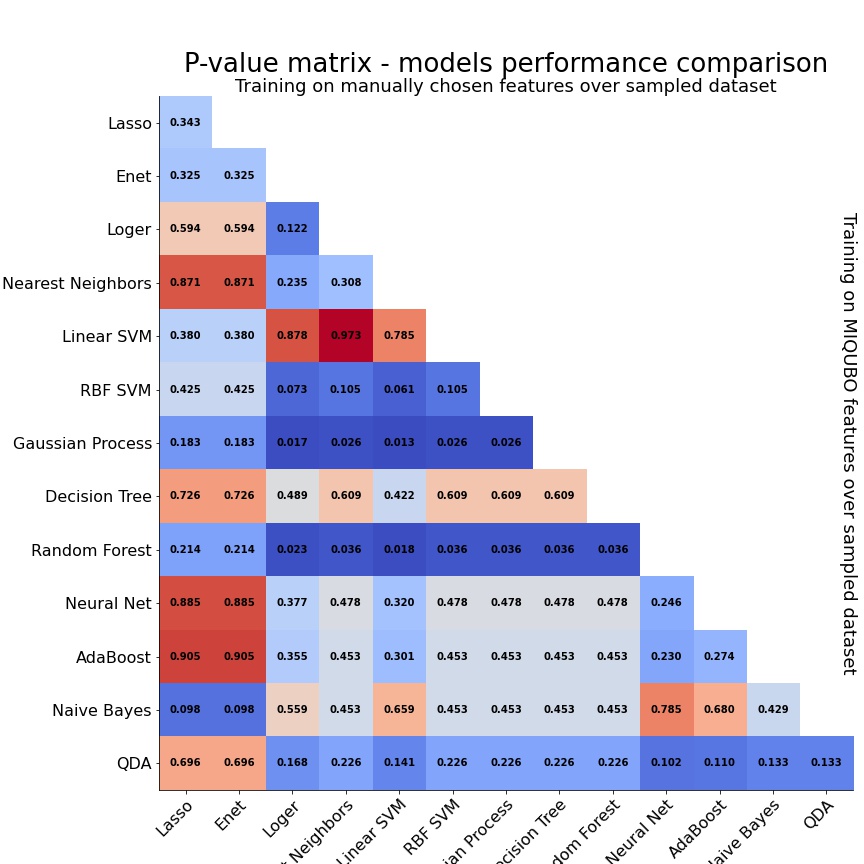 P-value matrix - models performance comparison
Training on manually chosen features over sampled dataset
Lasso 0.343
Enet 0.325 0.325
Loger 0.594 0.594 0.122
Nearest Neighbors 0.871 0.871 0.235 0.308
Linear SVM 0.380 0.380 0.878 0.973 0.785
RBF SVM 0.425 0.425 0.073 0.105 0.061 0.105
Gaussian Process 0.183 0.183 0.017 0.026 0.013 0.026 0.026
Decision Tree 0.726 0.726 0.489 0.609 0.422 0.609 0.609 0.609
Random Forest 0.214 0.214 0.023 0.036 0.018 0.036 0.036 0.036 0.036
Neural Net 0.885 0.885 0.377 0.478 0.320 0.478 0.478 0.478 0.478 0.246
AdaBoost 0.905 0.905 0.355 0.453 0.301 0.453 0.453 0.453 0.453 0.230 0.274
Naive Bayes 0.098 0.098 0.559 0.453 0.659 0.453 0.453 0.453 0.453 0.785 0.680 0.429
QDA 0.696 0.696 0.168 0.226 0.141 0.226 0.226 0.226 0.226 0.102 0.110 0.133 0.133
Lasso Enet Loger Neighbors Linear SVM RBF SVM Process Tree Forest Neural Net AdaBoost Bayes QDA
Training on MIQUBO features over sampled dataset